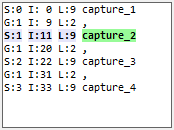 S:0 I: 0 L:9 capture_1
G:1 I: 9 L:2 ,
S:1 I:11 L:9 capture_2
G:1 I:20 L:2 ,
S:2 I:22 L:9 capture_3
G:1 I:31 L:2 ,
S:3 I:33 L:9 capture_4